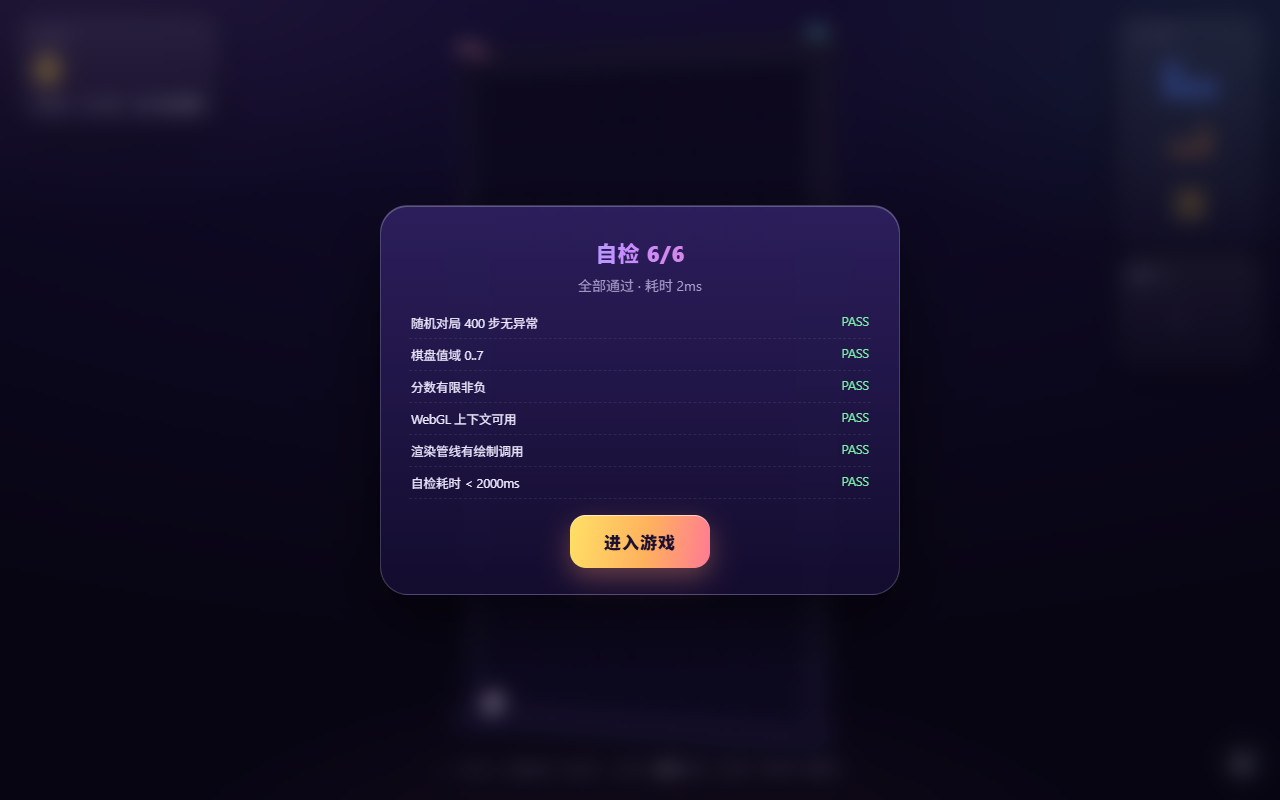 自检 6/6
全部通过 · 耗时 2ms
随机对局 400 步无异常 PASS
棋盘值域 0..7 PASS
分数有限非负 PASS
WebGL 上下文可用 PASS
渲染管线有绘制调用 PASS
自检耗时 < 2000ms PASS
进入游戏